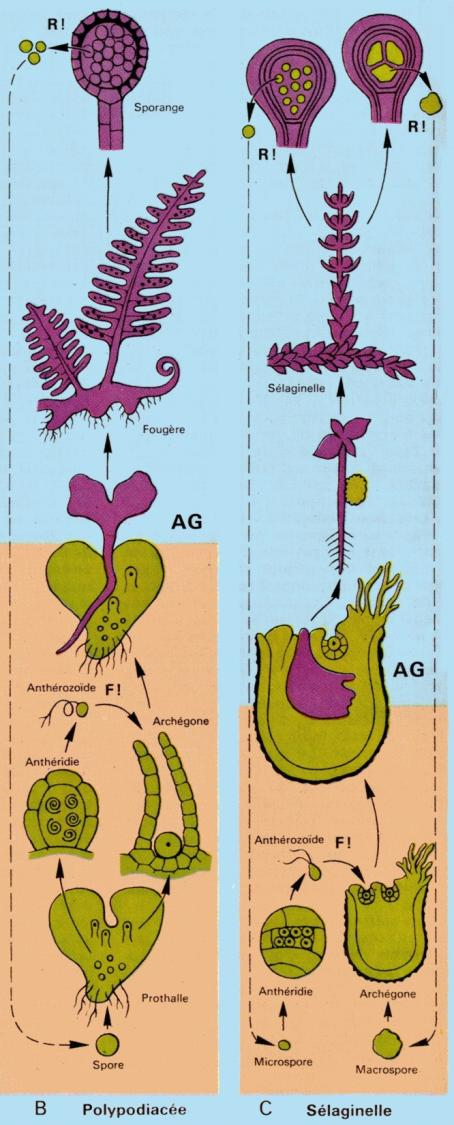 R!
Sporange
Fougère
AG
Anthérozoïde F!
Archégone
Anthéridie
Prothalle
Spore
B Polypodiacée
R!
R!
Sélaginelle
AG
Anthérozoïde F!
Anthéridie
Archégone
Microspore
Macrospore
C Sélaginelle